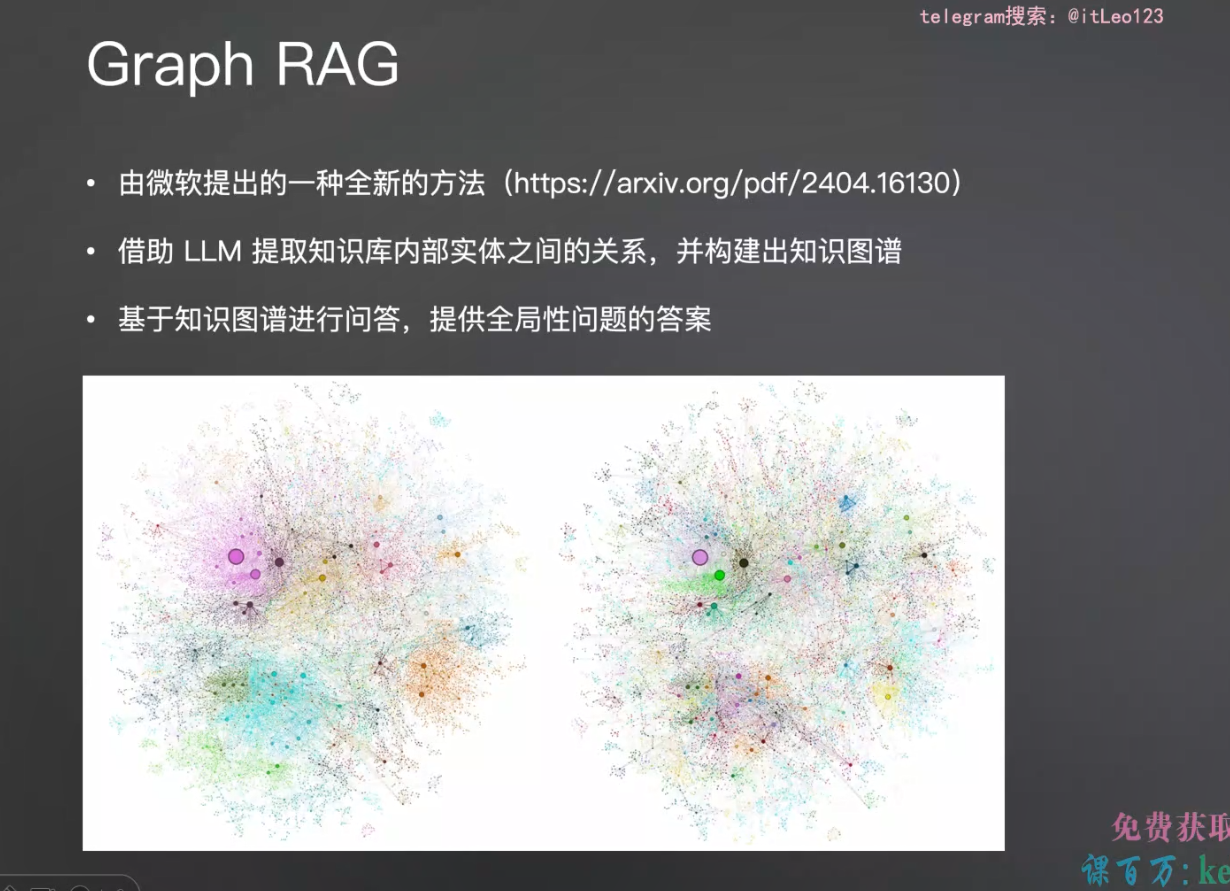 telegram搜索：@itLeo123
Graph RAG
• 由微软提出的一种全新的方法（https://arxiv.org/pdf/2404.16130）
• 借助 LLM 提取知识库内部实体之间的关系，并构建出知识图谱
• 基于知识图谱进行问答，提供全局性问题的答案
免费获取
课百万：ke